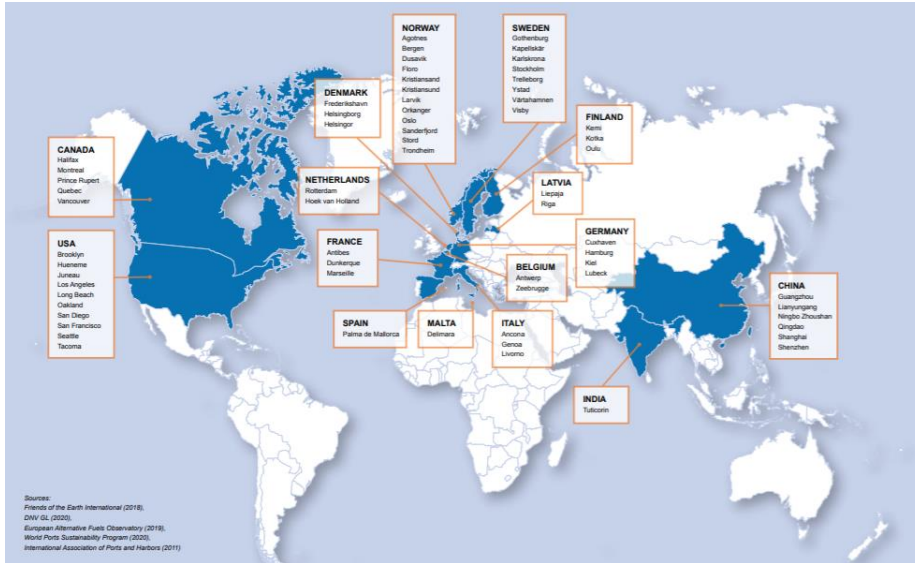 NORWAY
Agotnes
Bergen
Dusavik
Floro
Kristiansand
Kristiansund
Larvik
Orkanger
Oslo
Sanderfjord
Stord
Trondheim
SWEDEN
Gothenburg
Kapellskär
Karlskrona
Stockholm
Trelleborg
Ystad
Värtahamnen
Visby
DENMARK
Frederikshavn
Helsingborg
Helsingor
FINLAND
Kemi
Kotka
Oulu
CANADA
Halifax
Montreal
Prince Rupert
Quebec
Vancouver
NETHERLANDS
Rotterdam
Hoek van Holland
LATVIA
Liepaja
Riga
USA
Brooklyn
Hueneme
Juneau
Los Angeles
Long Beach
Oakland
San Diego
San Francisco
Seattle
Tacoma
FRANCE
Antibes
Dunkerque
Marseille
GERMANY
Cuxhaven
Hamburg
Kiel
Lubeck
BELGIUM
Antwerp
Zeebrugge
CHINA
Guangzhou
Lianyungang
Ningbo Zhoushan
Qingdao
Shanghai
Shenzhen
SPAIN
Palma de Mallorca
MALTA
Delimara
ITALY
Ancona
Genoa
Livorno
INDIA
Tuticorin
Sources:
Friends of the Earth International (2018),
DNV GL (2020),
European Alternative Fuels Observatory (2019),
World Ports Sustainability Program (2020),
International Association of Ports and Harbors (2011)